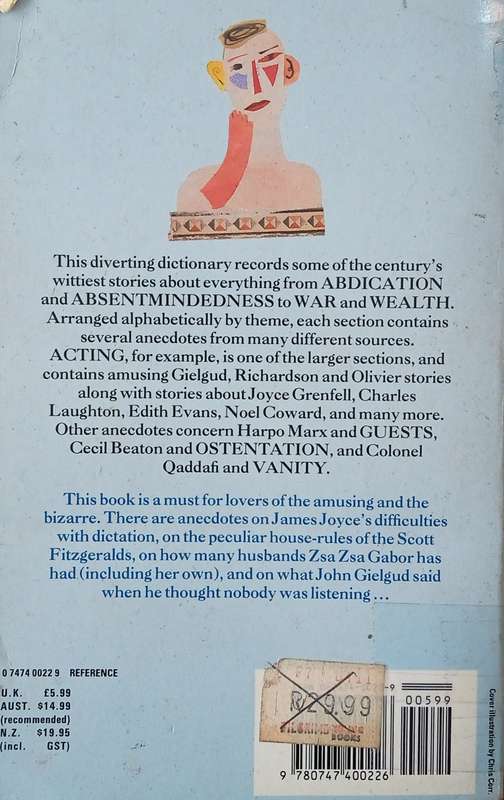 This diverting dictionary records some of the century's
wittiest stories about everything from ABDICATION
and ABSENTMINDEDNESS to WAR and WEALTH.
Arranged alphabetically by theme, each section contains
several anecdotes from many different sources.
ACTING, for example, is one of the larger sections, and
contains amusing Gielgud, Richardson and Olivier stories
along with stories about Joyce Grenfell, Charles
Laughton, Edith Evans, Noel Coward, and many more.
Other anecdotes concern Harpo Marx and GUESTS,
Cecil Beaton and OSTENTATION, and Colonel
Qaddafi and VANITY.
This book is a must for lovers of the amusing and the
bizarre. There are anecdotes on James Joyce's difficulties
with dictation, on the peculiar house-rules of the Scott
Fitzgeralds, on how many husbands Zsa Zsa Gabor has
had (including her own), and on what John Gielgud said
when he thought nobody was listening ...
0 7474 0022 9 REFERENCE
U.K. £5.99
AUST. $14.99
(recommended)
N.Z. $19.95
(incl. GST)
R29.99
BOOKS
-9
00599
9 780747 400226
Cover illustration by Chris Corr.